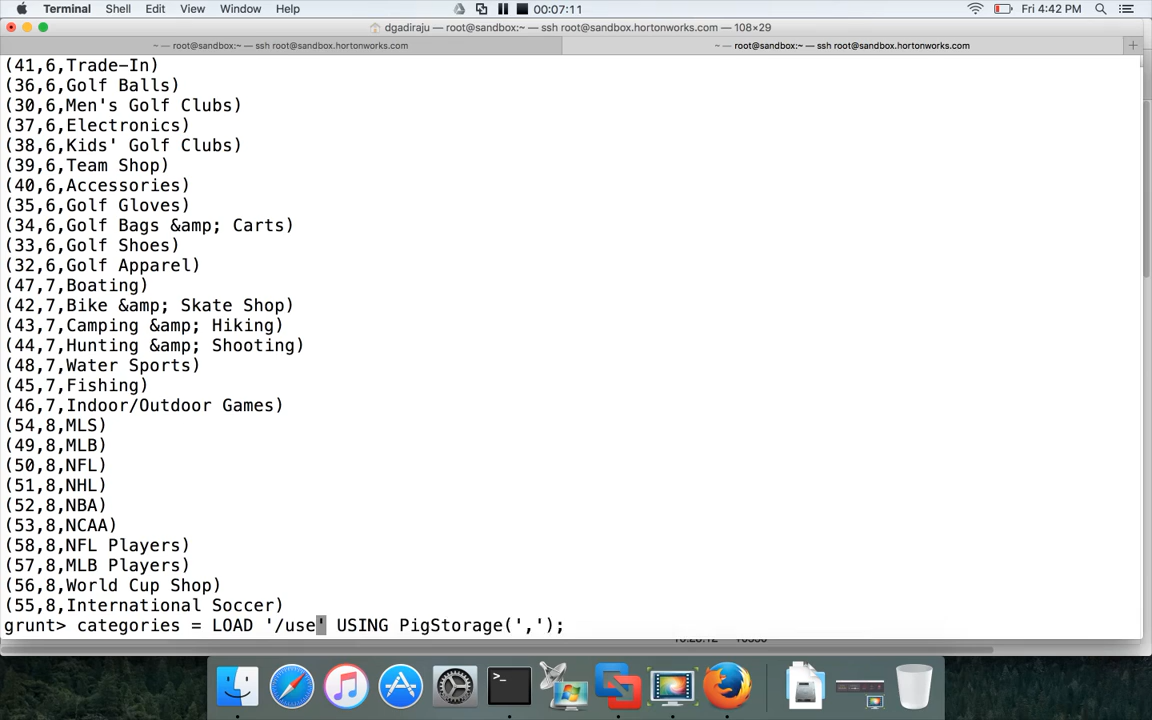 Terminal Shell Edit View Window Help 00:07:11 Fri 4:42 PM
dgadiraju — root@sandbox:~ — ssh root@sandbox.hortonworks.com — 108×29
~ — root@sandbox:~ — ssh root@sandbox.hortonworks.com ~ — root@sandbox:~ — ssh root@sandbox.hortonworks.com +
(41,6,Trade-In)
(36,6,Golf Balls)
(30,6,Men's Golf Clubs)
(37,6,Electronics)
(38,6,Kids' Golf Clubs)
(39,6,Team Shop)
(40,6,Accessories)
(35,6,Golf Gloves)
(34,6,Golf Bags &amp; Carts)
(33,6,Golf Shoes)
(32,6,Golf Apparel)
(47,7,Boating)
(42,7,Bike &amp; Skate Shop)
(43,7,Camping &amp; Hiking)
(44,7,Hunting &amp; Shooting)
(48,7,Water Sports)
(45,7,Fishing)
(46,7,Indoor/Outdoor Games)
(54,8,MLS)
(49,8,MLB)
(50,8,NFL)
(51,8,NHL)
(52,8,NBA)
(53,8,NCAA)
(58,8,NFL Players)
(57,8,MLB Players)
(56,8,World Cup Shop)
(55,8,International Soccer)
grunt> categories = LOAD '/use' USING PigStorage(',');